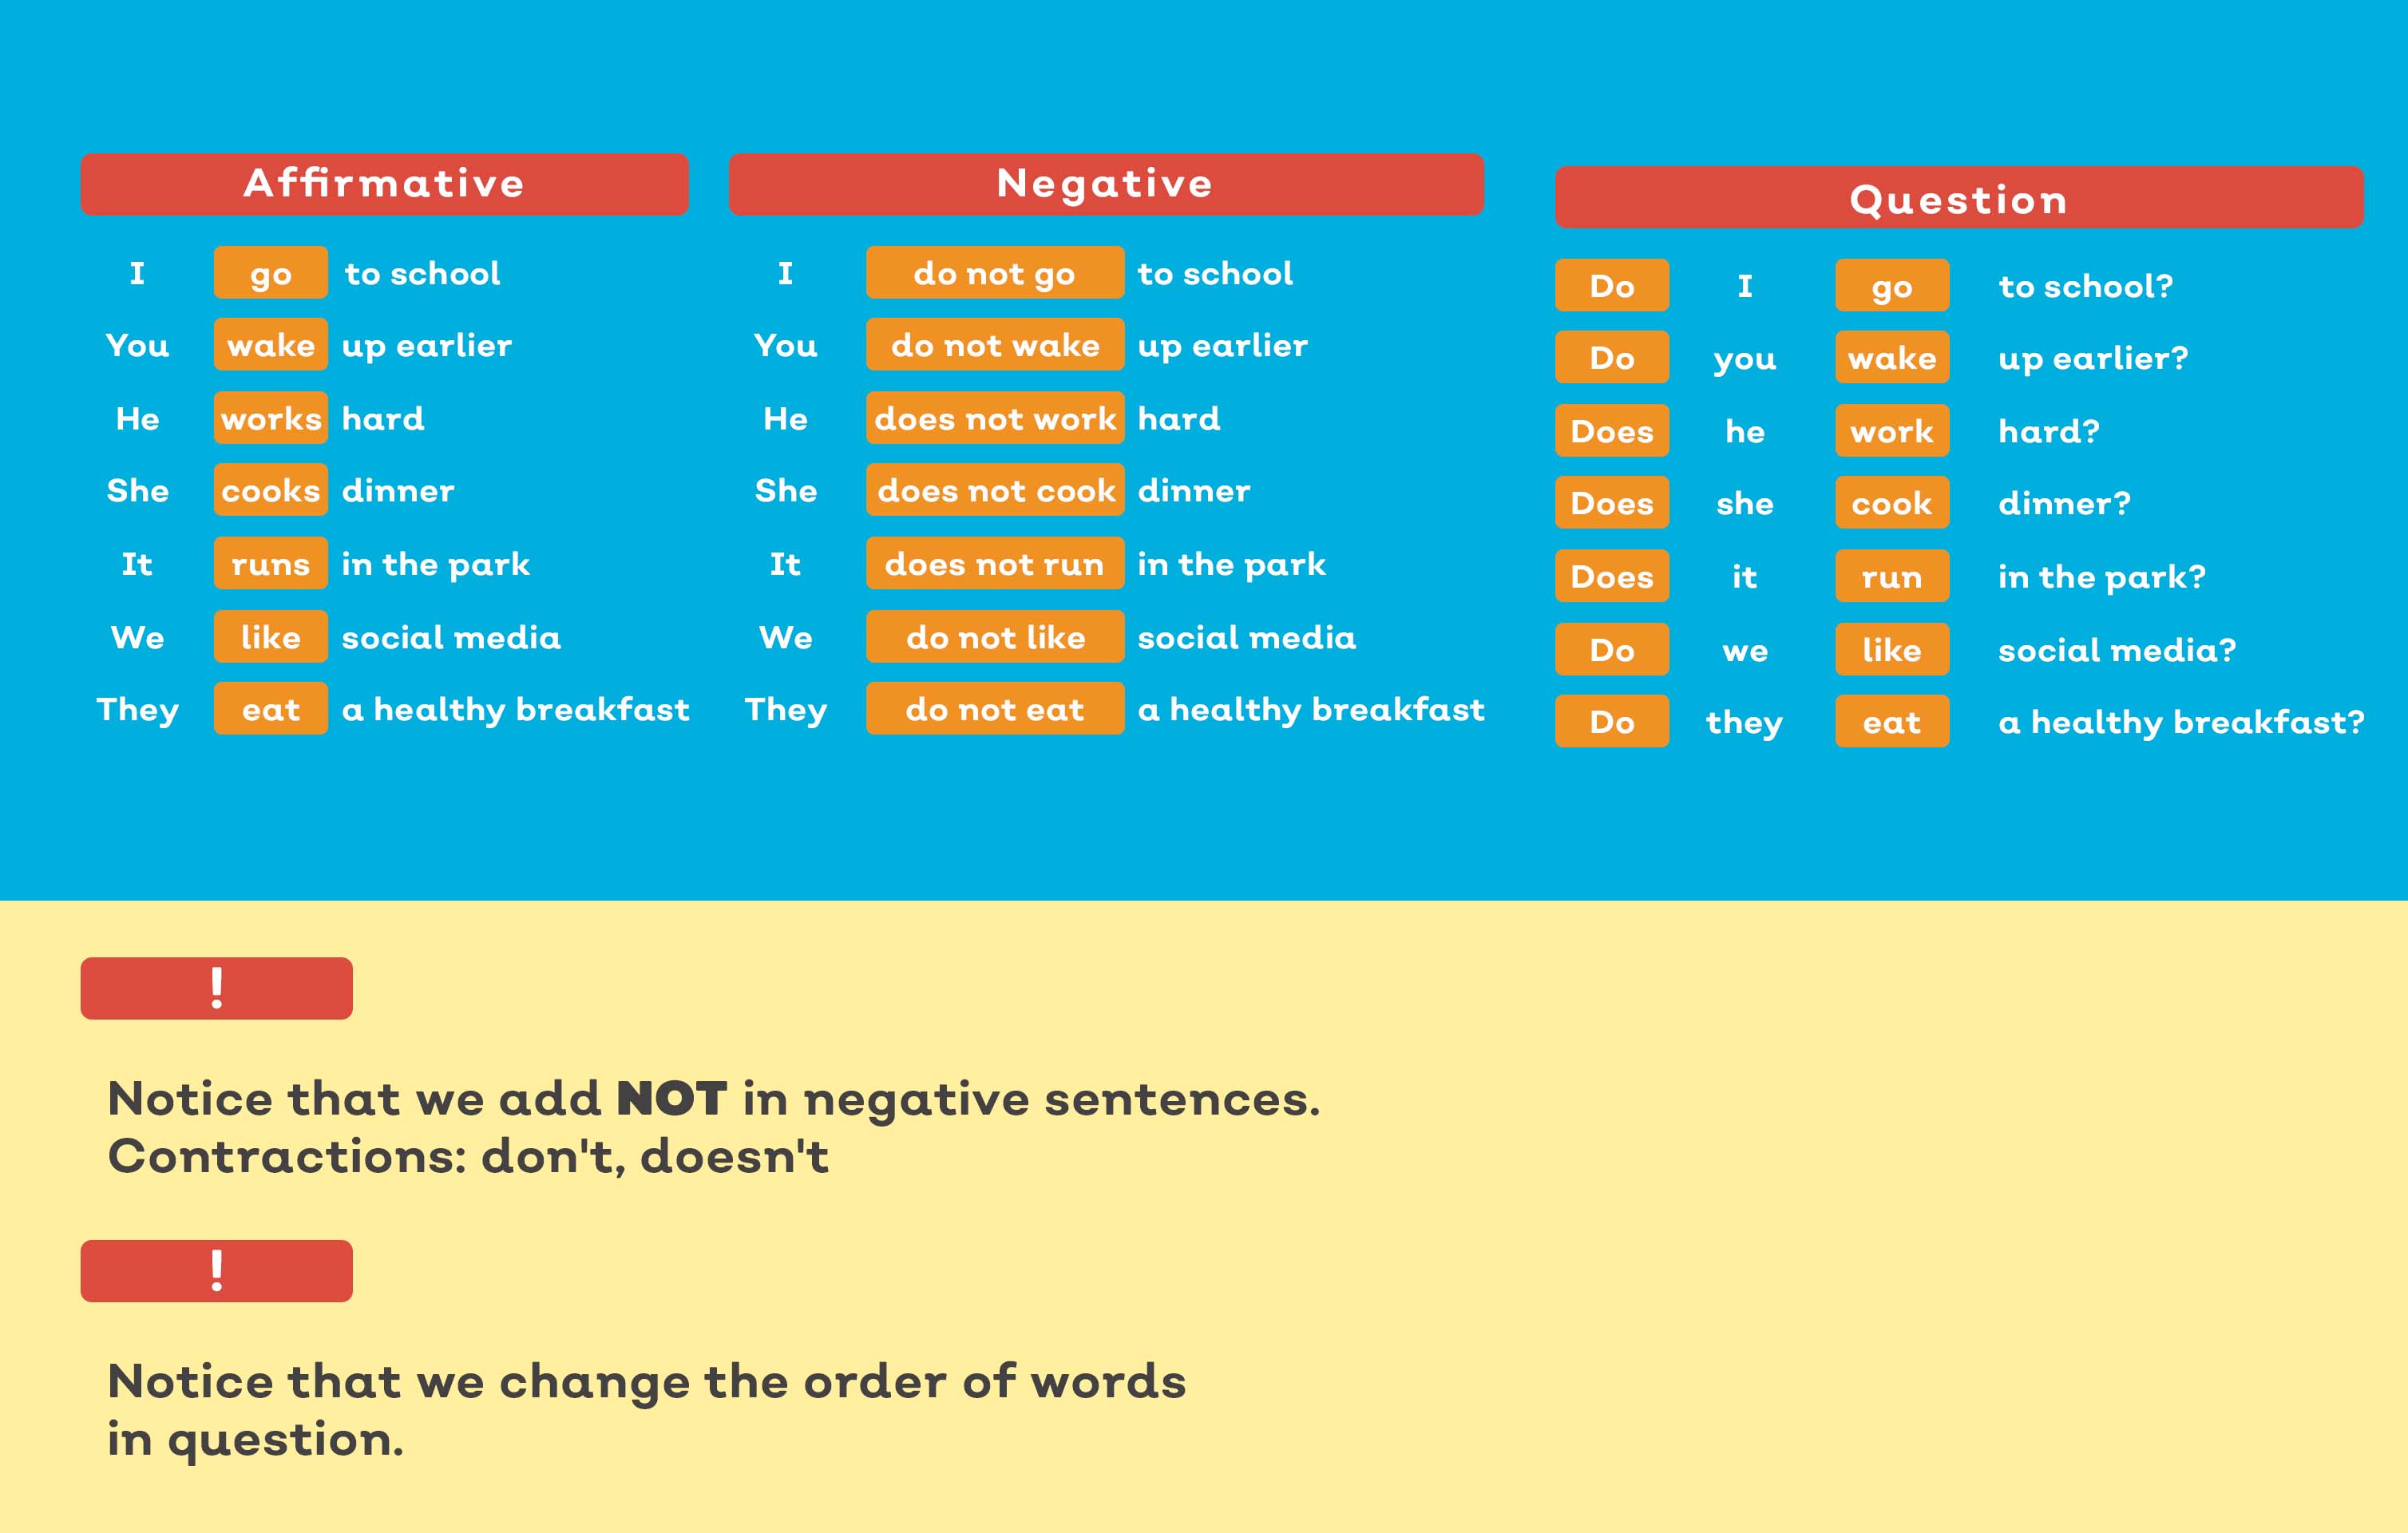 Affirmative
I go to school
You wake up earlier
He works hard
She cooks dinner
It runs in the park
We like social media
They eat a healthy breakfast
Negative
I do not go to school
You do not wake up earlier
He does not work hard
She does not cook dinner
It does not run in the park
We do not like social media
They do not eat a healthy breakfast
Question
Do I go to school?
Do you wake up earlier?
Does he work hard?
Does she cook dinner?
Does it run in the park?
Do we like social media?
Do they eat a healthy breakfast?
!
Notice that we add NOT in negative sentences.
Contractions: don't, doesn't
!
Notice that we change the order of words
in question.